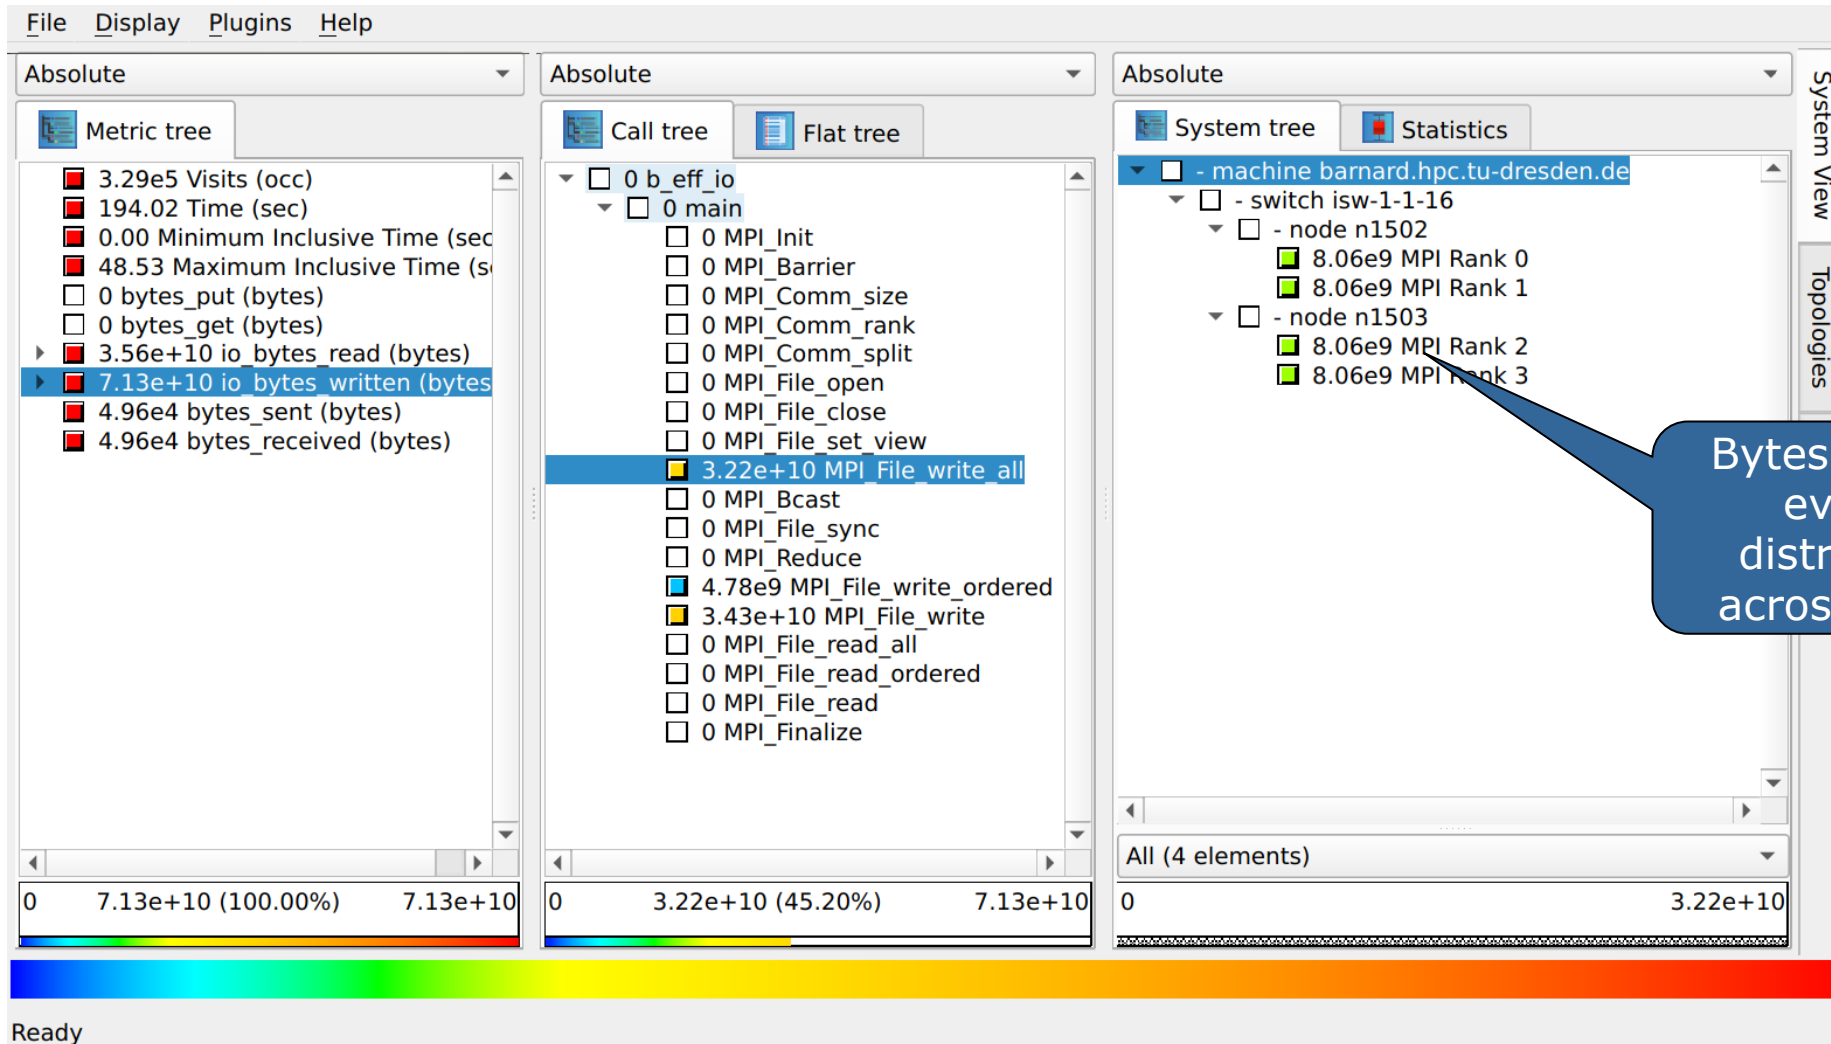 File Display Plugins Help
Absolute
Metric tree
3.29e5 Visits (occ)
194.02 Time (sec)
0.00 Minimum Inclusive Time (sec
48.53 Maximum Inclusive Time (s
0 bytes_put (bytes)
0 bytes_get (bytes)
3.56e+10 io_bytes_read (bytes)
7.13e+10 io_bytes_written (bytes
4.96e4 bytes_sent (bytes)
4.96e4 bytes_received (bytes)
0 7.13e+10 (100.00%) 7.13e+10
Absolute
Call tree Flat tree
0 b_eff_io
0 main
0 MPI_Init
0 MPI_Barrier
0 MPI_Comm_size
0 MPI_Comm_rank
0 MPI_Comm_split
0 MPI_File_open
0 MPI_File_close
0 MPI_File_set_view
3.22e+10 MPI_File_write_all
0 MPI_Bcast
0 MPI_File_sync
0 MPI_Reduce
4.78e9 MPI_File_write_ordered
3.43e+10 MPI_File_write
0 MPI_File_read_all
0 MPI_File_read_ordered
0 MPI_File_read
0 MPI_Finalize
0 3.22e+10 (45.20%) 7.13e+10
Absolute
System tree Statistics
- machine barnard.hpc.tu-dresden.de
- switch isw-1-1-16
- node n1502
8.06e9 MPI Rank 0
8.06e9 MPI Rank 1
- node n1503
8.06e9 MPI Rank 2
8.06e9 MPI Rank 3
All (4 elements)
0 3.22e+10
System View
Topologies
Bytes
ev
distr
acros
Ready